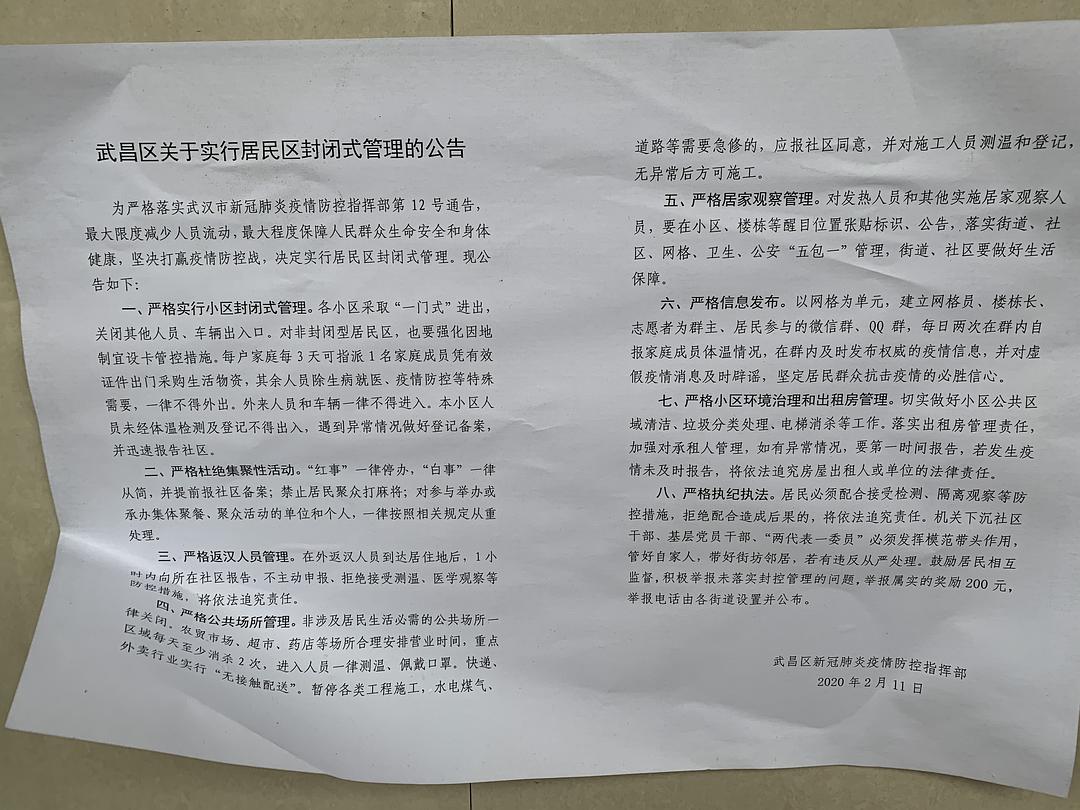 武昌区关于实行居民区封闭式管理的公告
为严格落实武汉市新冠肺炎疫情防控指挥部第 12 号通告，
最大限度减少人员流动，最大程度保障人民群众生命安全和身体
健康，坚决打赢疫情防控战，决定实行居民区封闭式管理。现公
告如下：
一、严格实行小区封闭式管理。各小区采取“一门式”进出，
关闭其他人员、车辆出入口。对非封闭型居民区，也要强化因地
制宜设卡管控措施。每户家庭每 3 天可指派 1 名家庭成员凭有效
证件出门采购生活物资，其余人员除生病就医、疫情防控等特殊
需要，一律不得外出。外来人员和车辆一律不得进入。本小区人
员未经体温检测及登记不得出入，遇到异常情况做好登记备案，
并迅速报告社区。
二、严格杜绝集聚性活动。“红事”一律停办，“白事”一律
从简，并提前报社区备案；禁止居民聚众打麻将；对参与举办或
承办集体聚餐、聚众活动的单位和个人，一律按照相关规定从重
处理。
三、严格返汉人员管理。在外返汉人员到达居住地后，1 小
时内向所在社区报告，不主动申报、拒绝接受测温、医学观察等
防控措施，将依法追究责任。
四、严格公共场所管理。非涉及居民生活必需的公共场所一
律关闭。农贸市场、超市、药店等场所合理安排营业时间，重点
区域每天至少消杀 2 次，进入人员一律测温、佩戴口罩。快递、
外卖行业实行“无接触配送”。暂停各类工程施工，水电煤气、
道路等需要急修的，应报社区同意，并对施工人员测温和登记，
无异常后方可施工。
五、严格居家观察管理。对发热人员和其他实施居家观察人
员，要在小区、楼栋等醒目位置张贴标识、公告，落实街道、社
区、网格、卫生、公安“五包一”管理，街道、社区要做好生活
保障。
六、严格信息发布。以网格为单元，建立网格员、楼栋长、
志愿者为群主、居民参与的微信群、QQ 群，每日两次在群内自
报家庭成员体温情况，在群内及时发布权威的疫情信息，并对虚
假疫情消息及时辟谣，坚定居民群众抗击疫情的必胜信心。
七、严格小区环境治理和出租房管理。切实做好小区公共区
域清洁、垃圾分类处理、电梯消杀等工作。落实出租房管理责任，
加强对承租人管理，如有异常情况，要第一时间报告，若发生疫
情未及时报告，将依法追究房屋出租人或单位的法律责任。
八、严格执纪执法。居民必须配合接受检测、隔离观察等防
控措施，拒绝配合造成后果的，将依法追究责任。机关下沉社区
干部、基层党员干部、“两代表一委员”必须发挥模范带头作用，
管好自家人，带好街坊邻居，若有违反从严处理。鼓励居民相互
监督，积极举报未落实封控管理的问题，举报属实的奖励 200 元，
举报电话由各街道设置并公布。
武昌区新冠肺炎疫情防控指挥部
2020 年 2 月 11 日